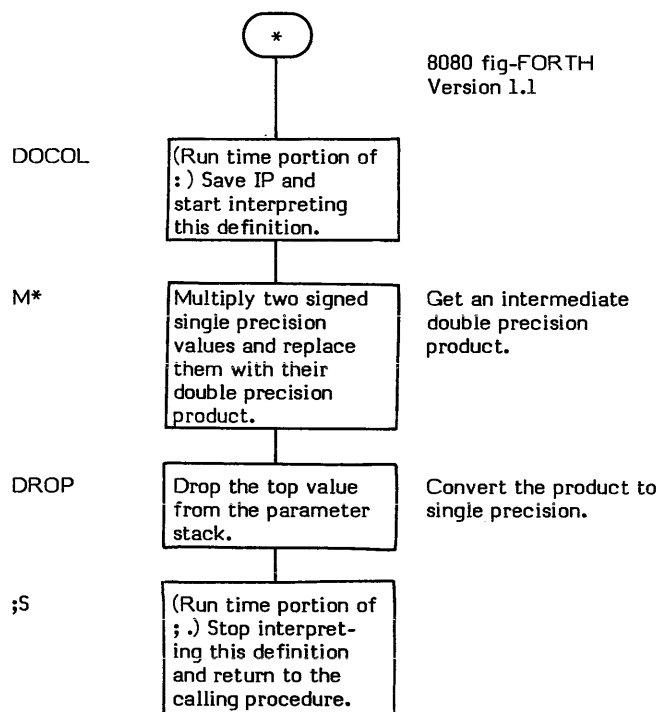 *
8080 fig-FORTH
Version 1.1
DOCOL
(Run time portion of
: ) Save IP and
start interpreting
this definition.
M*
Multiply two signed
single precision
values and replace
them with their
double precision
product.
Get an intermediate
double precision
product.
DROP
Drop the top value
from the parameter
stack.
Convert the product to
single precision.
;S
(Run time portion of
; .) Stop interpret-
ing this definition
and return to the
calling procedure.